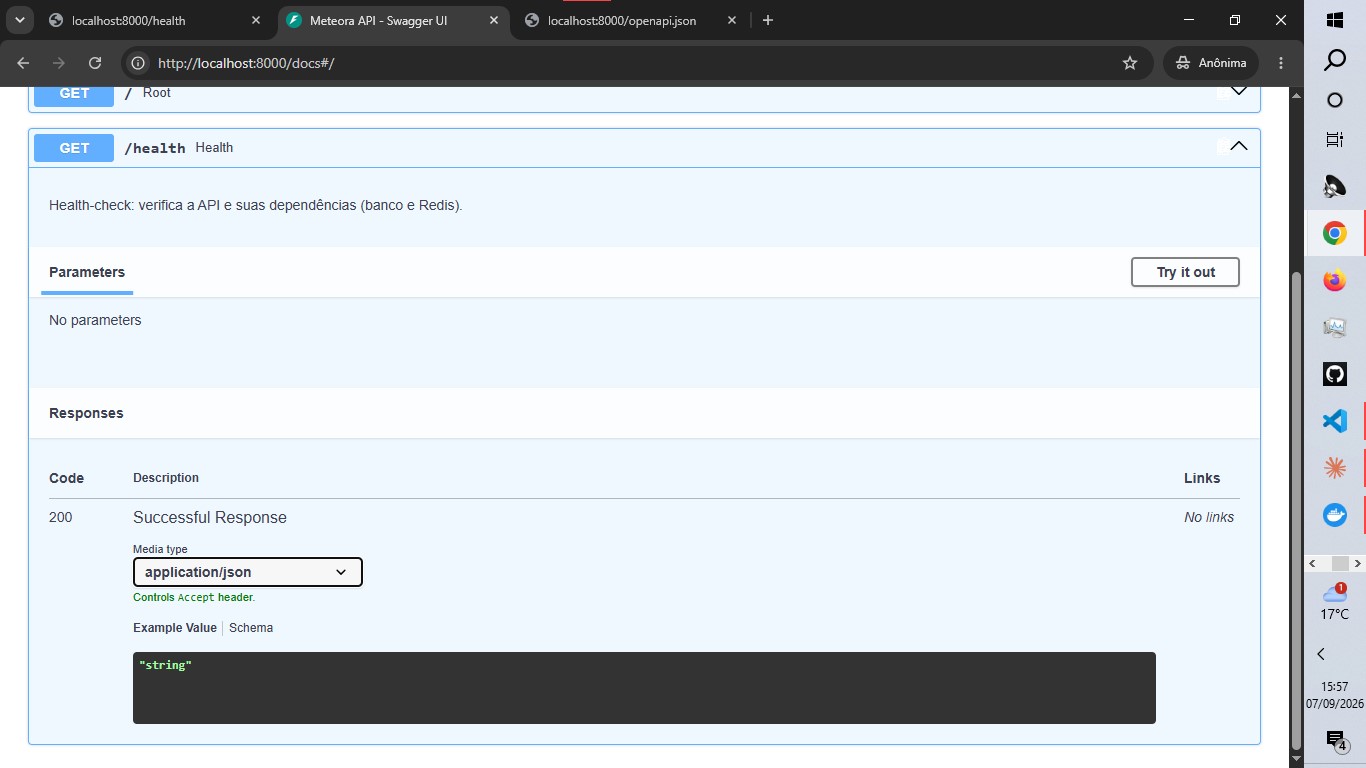 localhost:8000/health
Meteora API - Swagger UI
localhost:8000/openapi.json
http://localhost:8000/docs#/
Anônima
GET / Root
GET /health Health
Health-check: verifica a API e suas dependências (banco e Redis).
Parameters
Try it out
No parameters
Responses
Code Description Links
200 Successful Response No links
Media type
application/json
Controls Accept header.
Example Value Schema
"string"
1
17°C
15:57
07/09/2026
4